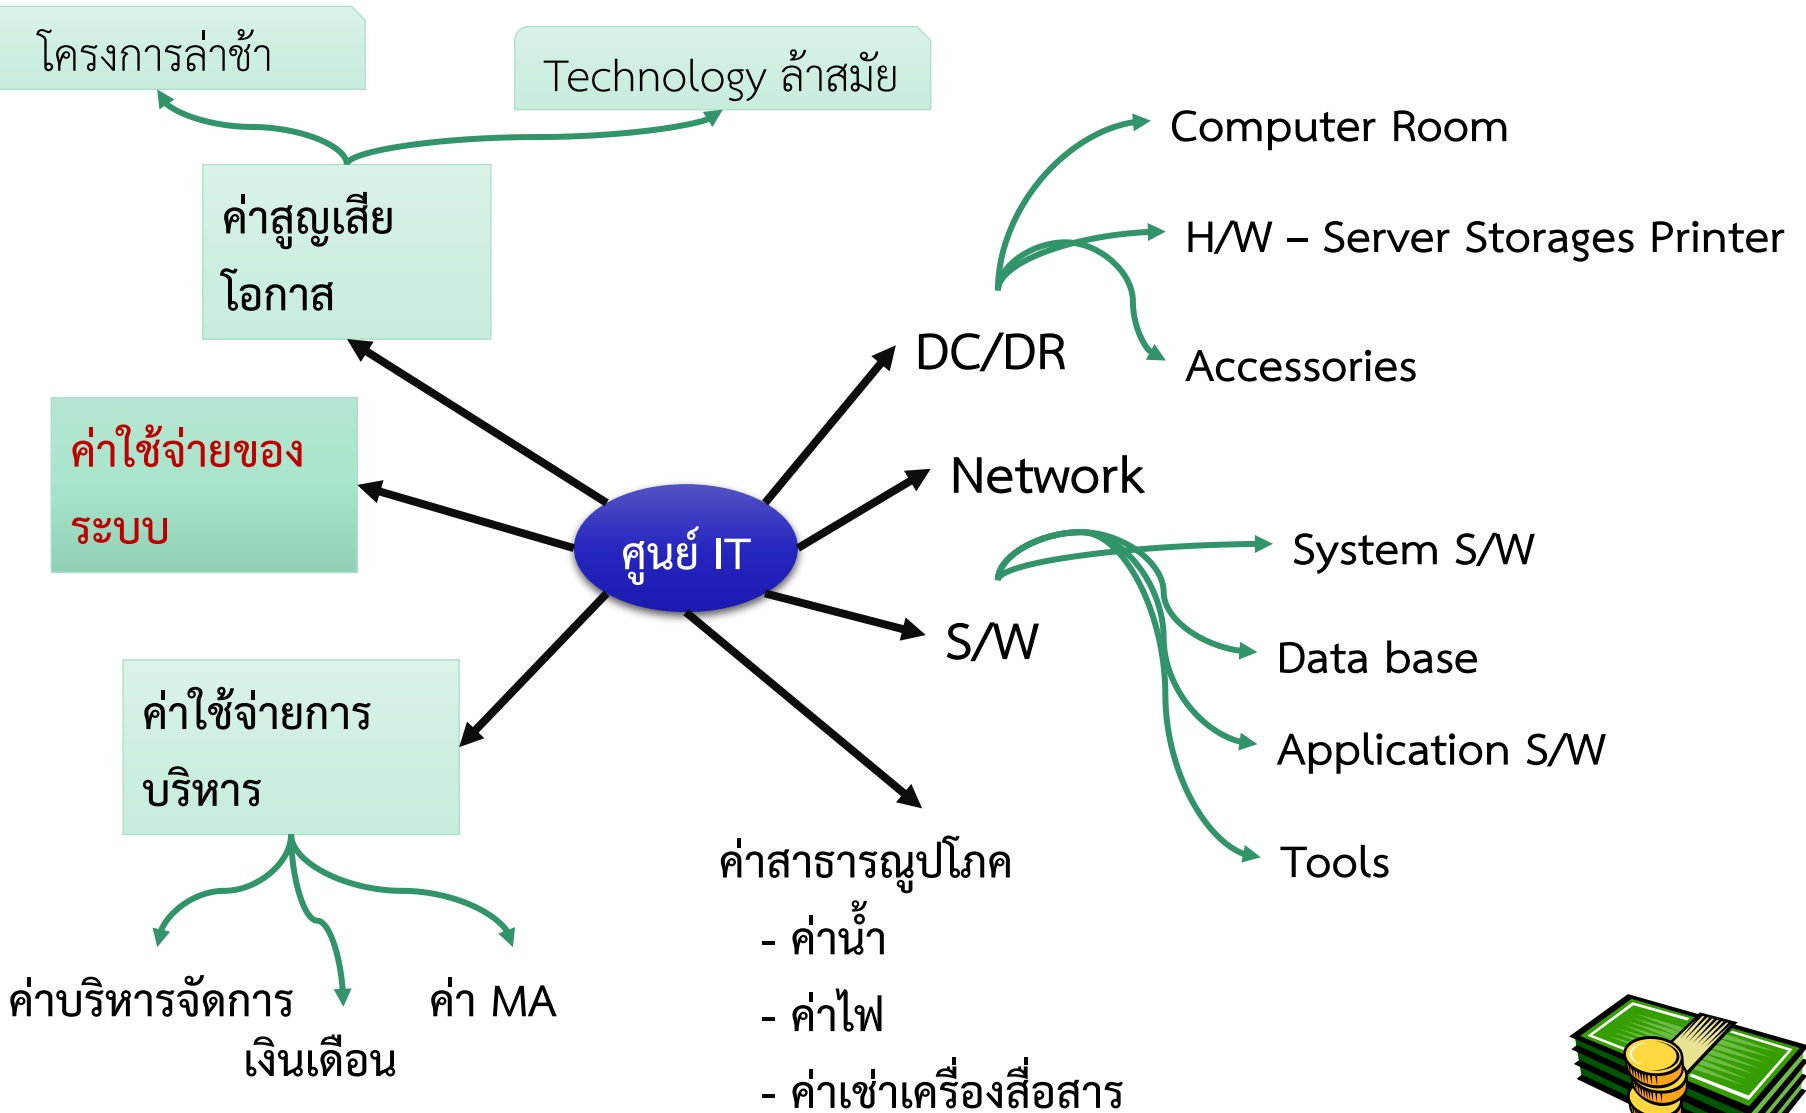 โครงการล่าช้า
Technology ล้าสมัย
ค่าสูญเสีย
โอกาส
ค่าใช้จ่ายของ
ระบบ
ศูนย์ IT
ค่าใช้จ่ายการ
บริหาร
ค่าบริหารจัดการ
เงินเดือน
ค่า MA
DC/DR
Computer Room
H/W – Server Storages Printer
Accessories
Network
S/W
System S/W
Data base
Application S/W
Tools
ค่าสาธารณูปโภค
- ค่าน้ำ
- ค่าไฟ
- ค่าเช่าเครื่องสื่อสาร